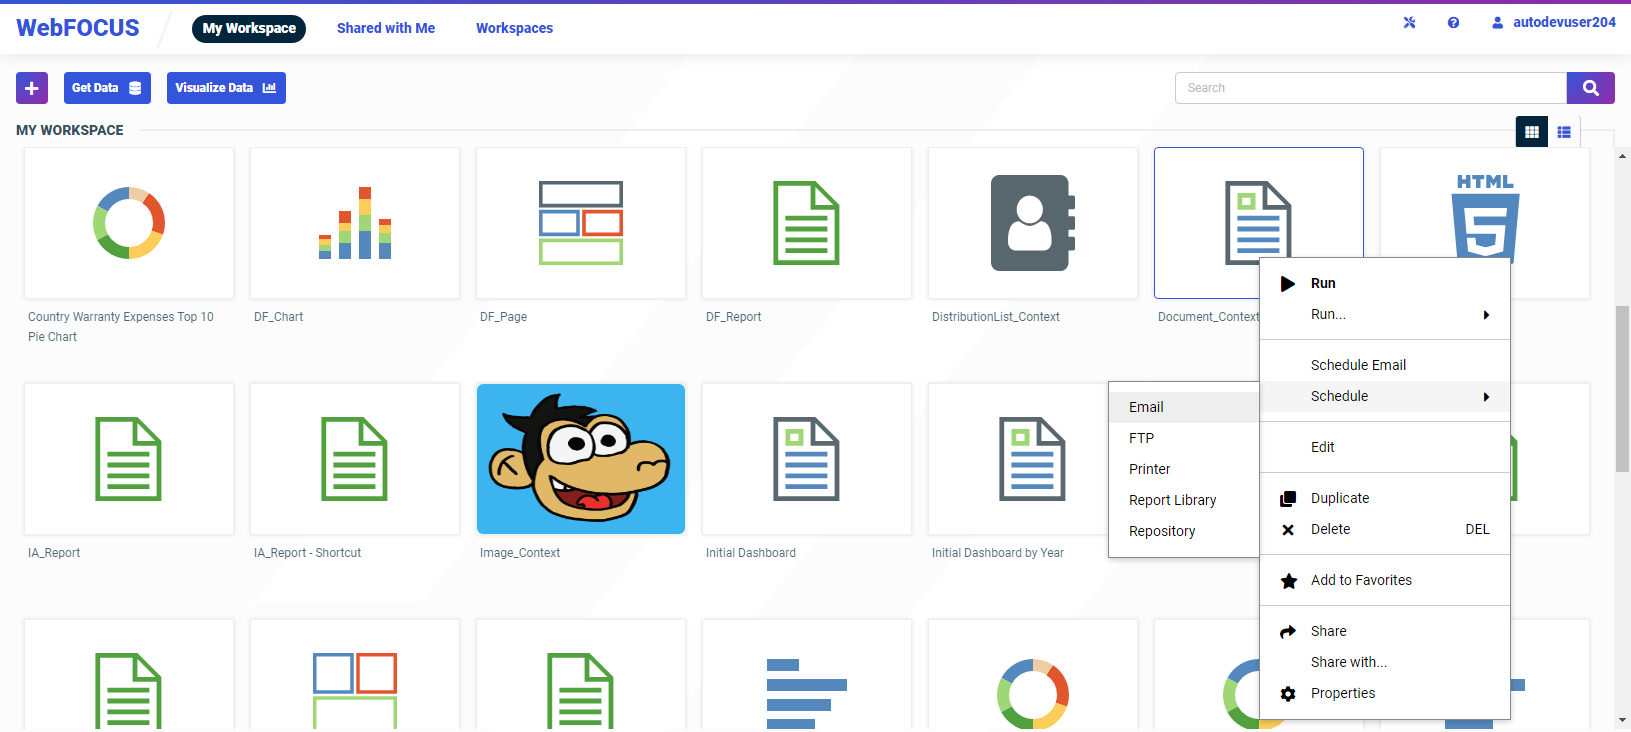 WebFOCUS
My Workspace
Shared with Me
Workspaces
autodevuser204
Get Data
Visualize Data
Search
MY WORKSPACE
HTML
5
Country Warranty Expenses Top 10
Pie Chart
DF_Chart
DF_Page
DF_Report
DistributionList_Context
Document_Context
Run
Run...
Schedule Email
Schedule
Email
FTP
Printer
Report Library
Repository
Edit
Duplicate
Delete DEL
Add to Favorites
Share
Share with...
Properties
IA_Report
IA_Report - Shortcut
Image_Context
Initial Dashboard
Initial Dashboard by Year